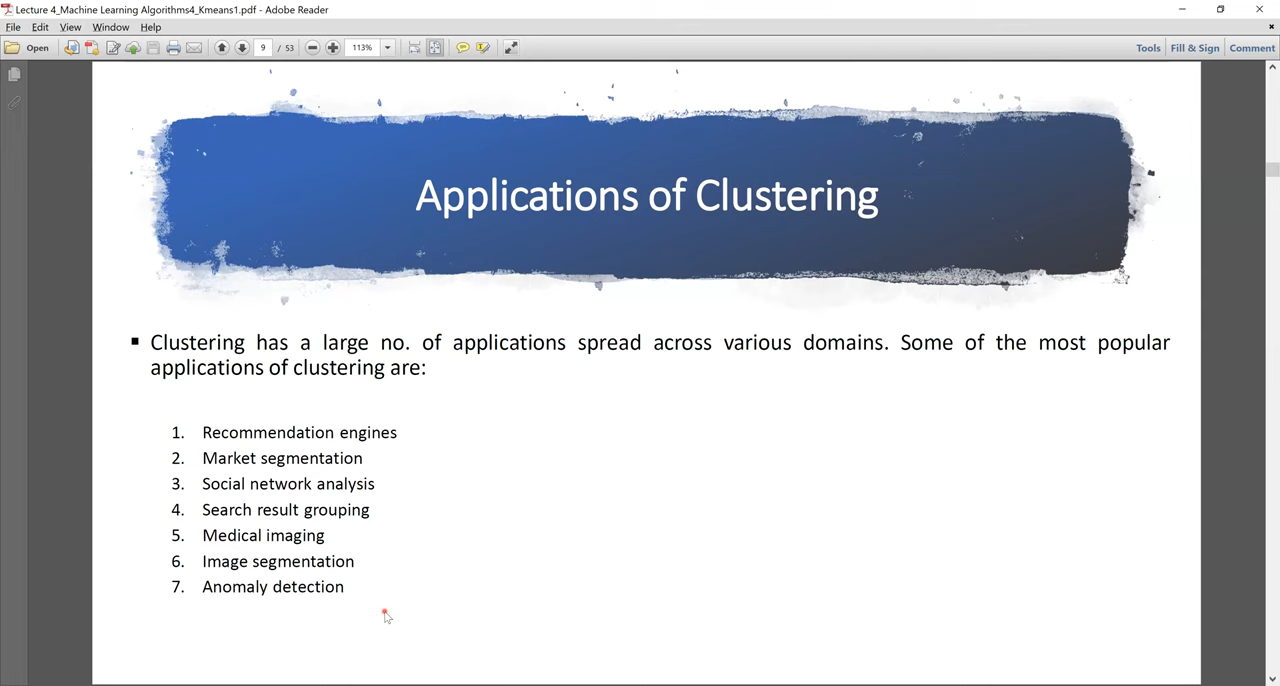 Lecture 4_Machine Learning Algorithms4_Kmeans1.pdf - Adobe Reader
File Edit View Window Help
Open 9 / 53 113% Tools Fill & Sign Comment
Applications of Clustering
▪ Clustering has a large no. of applications spread across various domains. Some of the most popular
applications of clustering are:
1. Recommendation engines
2. Market segmentation
3. Social network analysis
4. Search result grouping
5. Medical imaging
6. Image segmentation
7. Anomaly detection